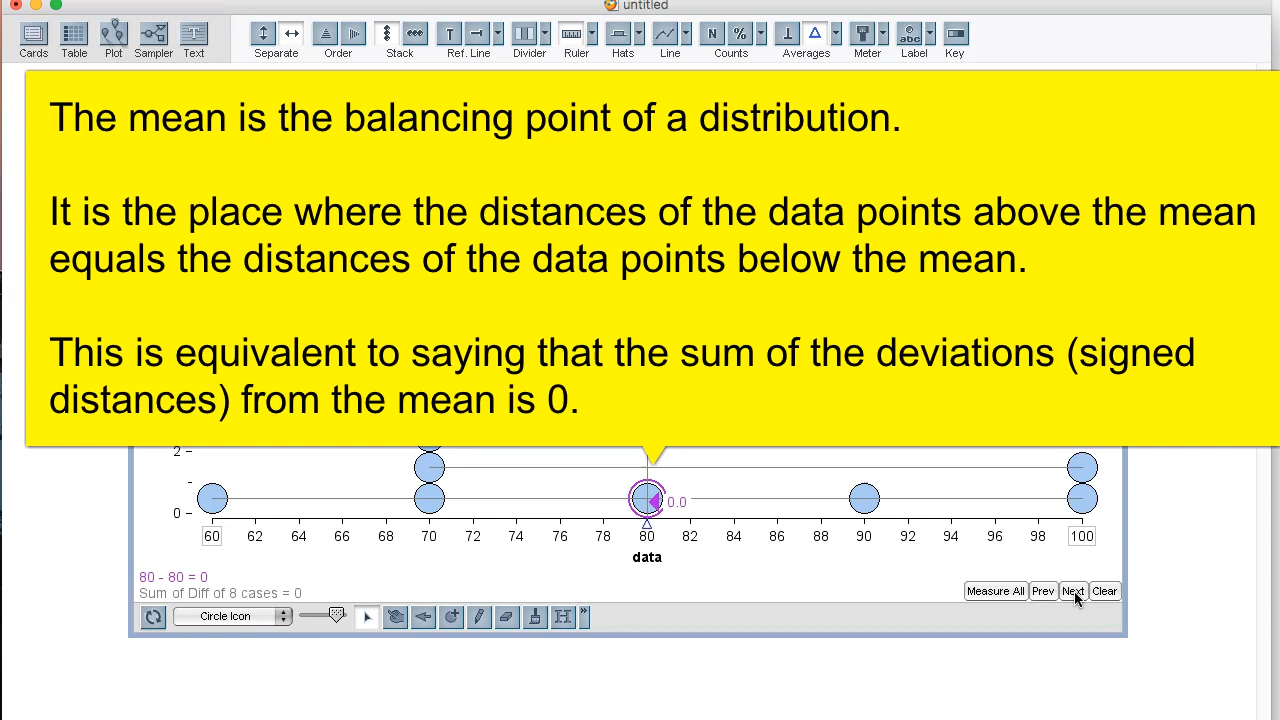 untitled
Cards Table Plot Sampler Text Separate Order Stack Ref. Line Divider Ruler Hats Line Counts Averages Meter Label Key
The mean is the balancing point of a distribution.
It is the place where the distances of the data points above the mean
equals the distances of the data points below the mean.
This is equivalent to saying that the sum of the deviations (signed
distances) from the mean is 0.
2
0.0
0
60 62 64 66 68 70 72 74 76 78 80 82 84 86 88 90 92 94 96 98 100
data
80 - 80 = 0
Sum of Diff of 8 cases = 0
Measure All Prev Next Clear
Circle Icon